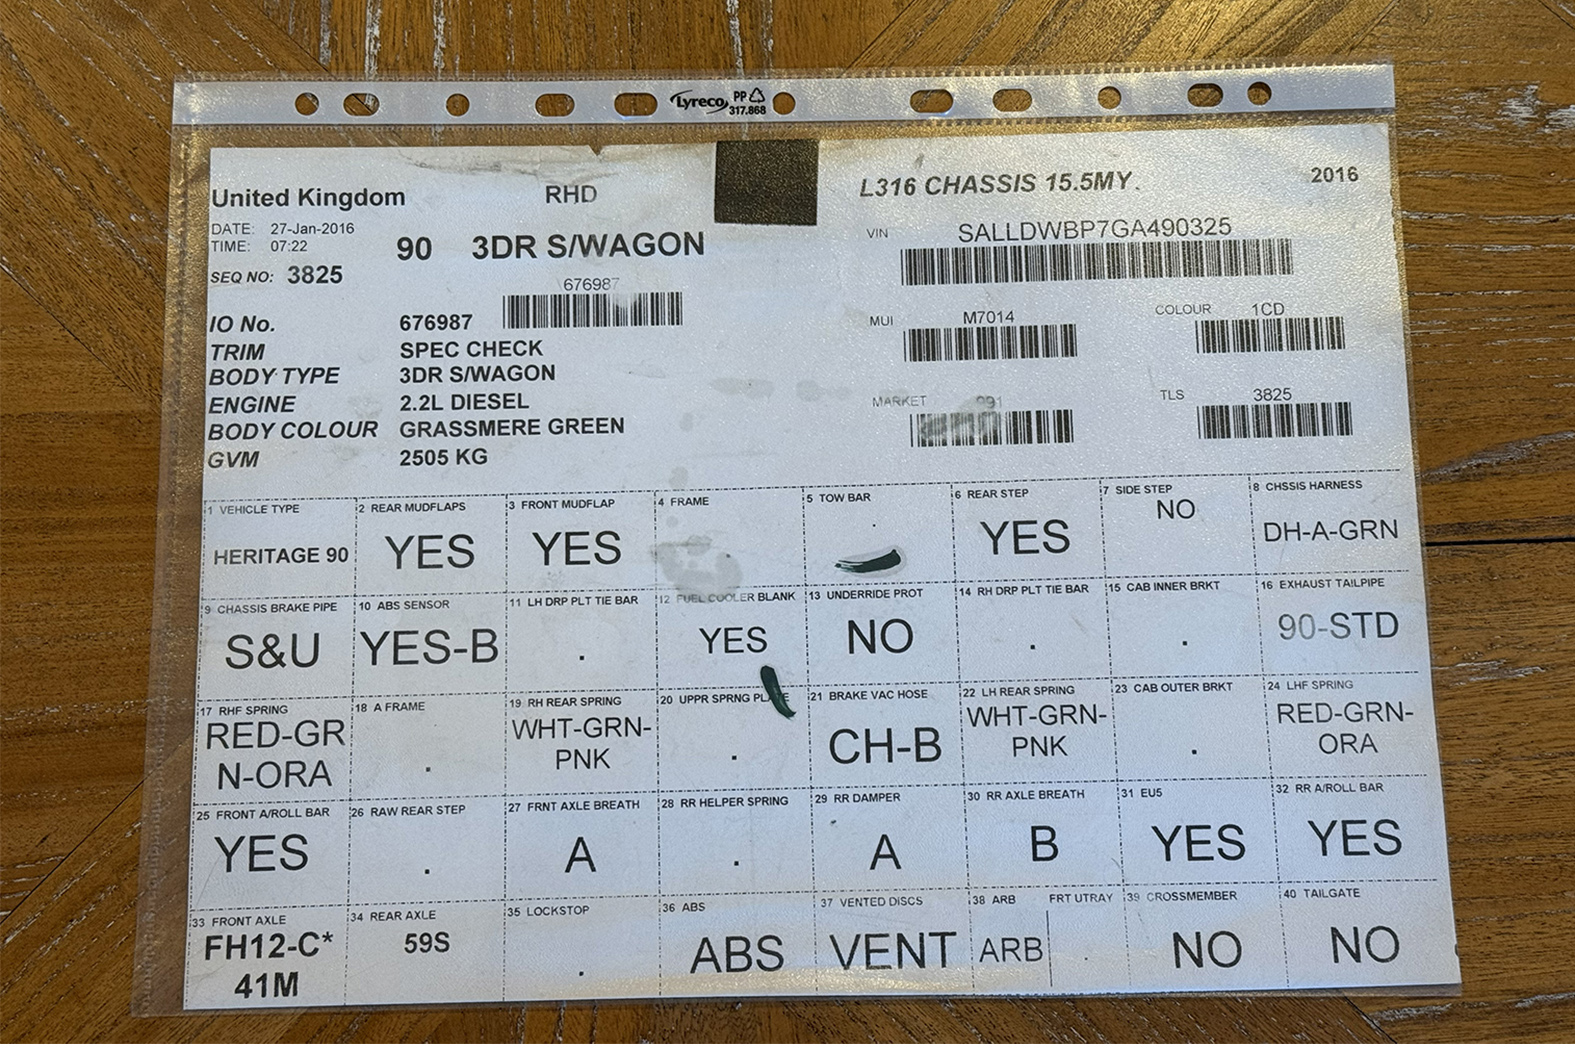 Lyreco PP
317.868
United Kingdom RHD L316 CHASSIS 15.5MY. 2016
DATE: 27-Jan-2016
TIME: 07:22
90 3DR S/WAGON
VIN SALLDWBP7GA490325
SEQ NO: 3825
676987
IO No. 676987
MUI M7014 COLOUR 1CD
TRIM SPEC CHECK
BODY TYPE 3DR S/WAGON
ENGINE 2.2L DIESEL
MARKET 991 TLS 3825
BODY COLOUR GRASSMERE GREEN
GVM 2505 KG
1 VEHICLE TYPE
HERITAGE 90
2 REAR MUDFLAPS
YES
3 FRONT MUDFLAP
YES
4 FRAME
.
5 TOW BAR
.
6 REAR STEP
YES
7 SIDE STEP
NO
8 CHSSIS HARNESS
DH-A-GRN
9 CHASSIS BRAKE PIPE
S&U
10 ABS SENSOR
YES-B
11 LH DRP PLT TIE BAR
.
12 FUEL COOLER BLANK
YES
13 UNDERRIDE PROT
NO
14 RH DRP PLT TIE BAR
.
15 CAB INNER BRKT
.
16 EXHAUST TAILPIPE
90-STD
17 RHF SPRING
RED-GR
N-ORA
18 A FRAME
.
19 RH REAR SPRING
WHT-GRN-
PNK
20 UPPR SPRNG PLATE
.
21 BRAKE VAC HOSE
CH-B
22 LH REAR SPRING
WHT-GRN-
PNK
23 CAB OUTER BRKT
.
24 LHF SPRING
RED-GRN-
ORA
25 FRONT A/ROLL BAR
YES
26 RAW REAR STEP
.
27 FRNT AXLE BREATH
A
28 RR HELPER SPRING
.
29 RR DAMPER
A
30 RR AXLE BREATH
B
31 EU5
YES
32 RR A/ROLL BAR
YES
33 FRONT AXLE
FH12-C*
41M
34 REAR AXLE
59S
35 LOCKSTOP
.
36 ABS
ABS
37 VENTED DISCS
VENT
38 ARB FRT UTRAY
ARB .
39 CROSSMEMBER
NO
40 TAILGATE
NO